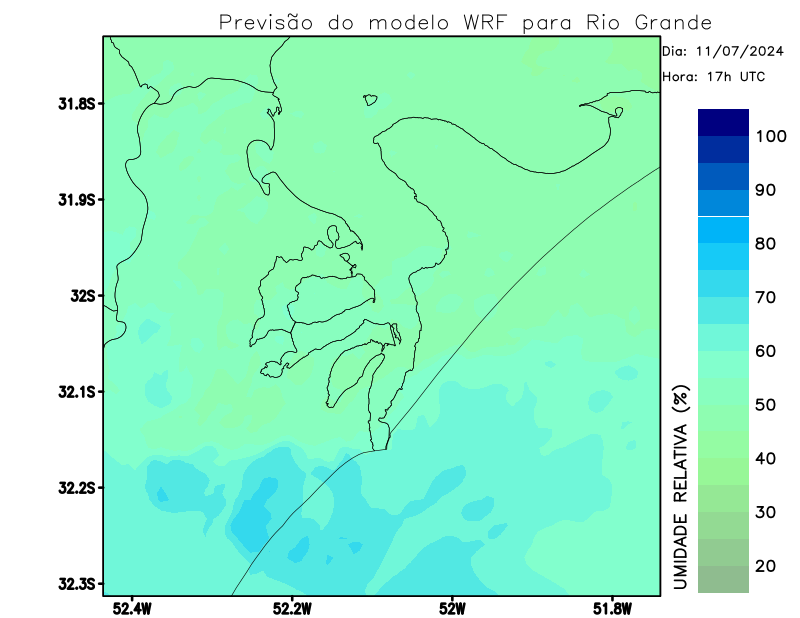 Previsão do modelo WRF para Rio Grande
Dia: 11/07/2024
Hora: 17h UTC
31.8S
31.9S
32S
32.1S
32.2S
32.3S
52.4W
52.2W
52W
51.8W
100
90
80
70
60
50
40
30
20
UMIDADE RELATIVA (%)